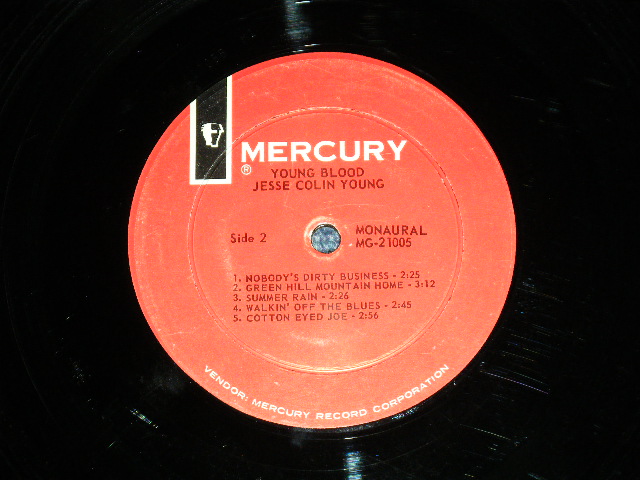 MERCURY
®
YOUNG BLOOD
JESSE COLIN YOUNG
Side 2
MONAURAL
MG-21005
1. NOBODY'S DIRTY BUSINESS - 2:25
2. GREEN HILL MOUNTAIN HOME - 3:12
3. SUMMER RAIN - 2:26
4. WALKIN' OFF THE BLUES - 2:45
5. COTTON EYED JOE - 2:56
VENDOR: MERCURY RECORD CORPORATION